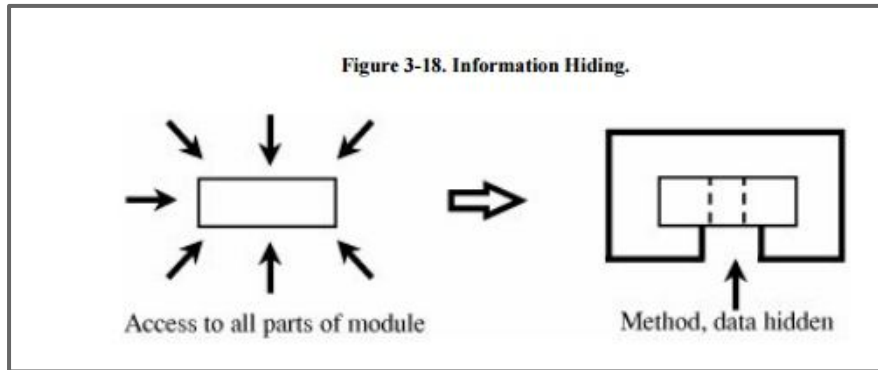 Figure 3-18. Information Hiding.
Access to all parts of module
Method, data hidden